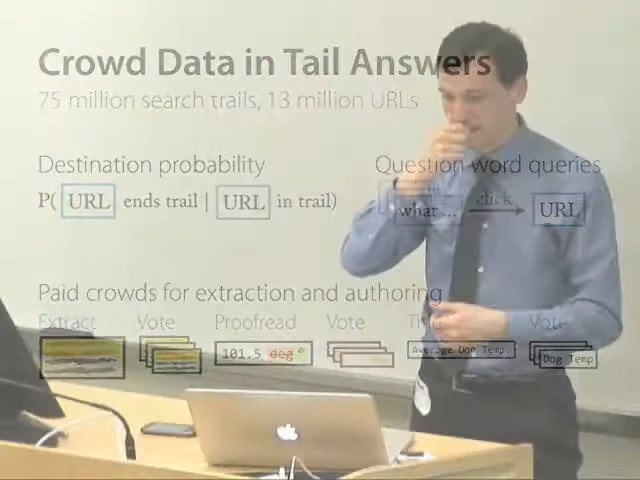 Crowd Data in Tail Answers
75 million search trails, 13 million URLs
Destination probability
P( URL ends trail | URL in trail)
Question word queries
what ... click URL
Paid crowds for extraction and authoring
Extract Vote Proofread Vote Title Vote
101.5 deg °
Average Dog Temp.
Dog Temp